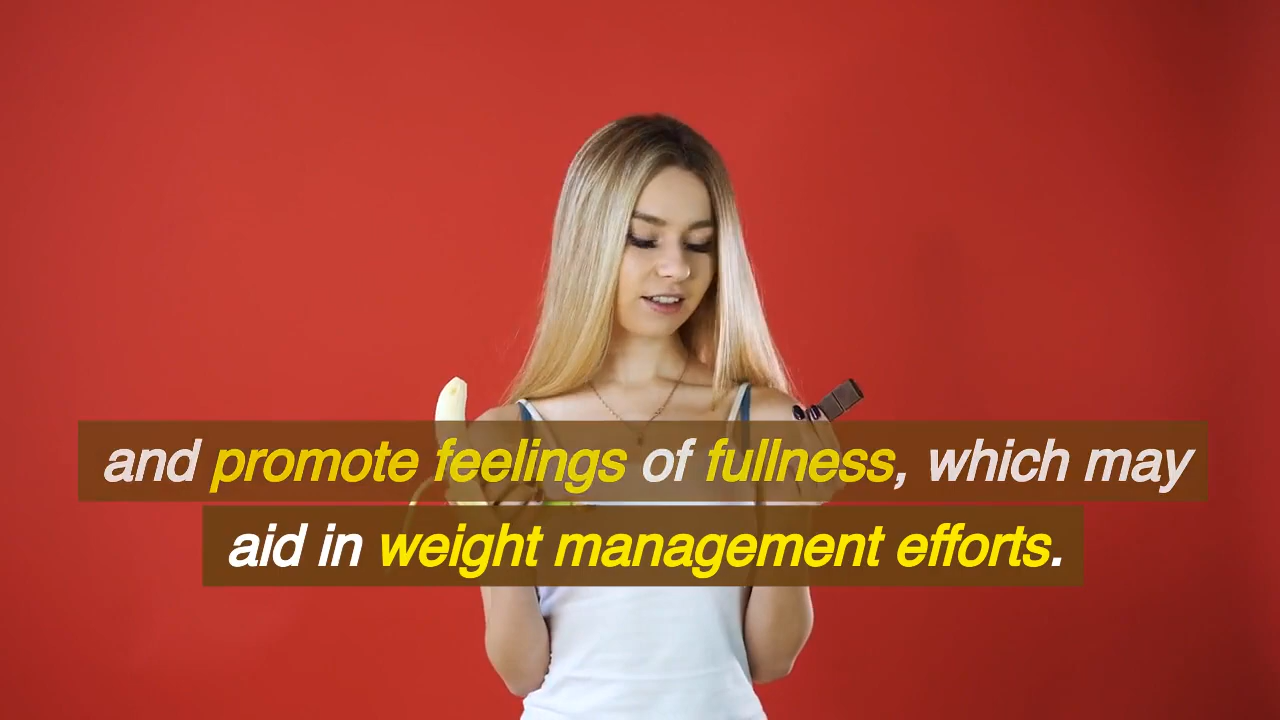 and promote feelings of fullness, which may
aid in weight management efforts.